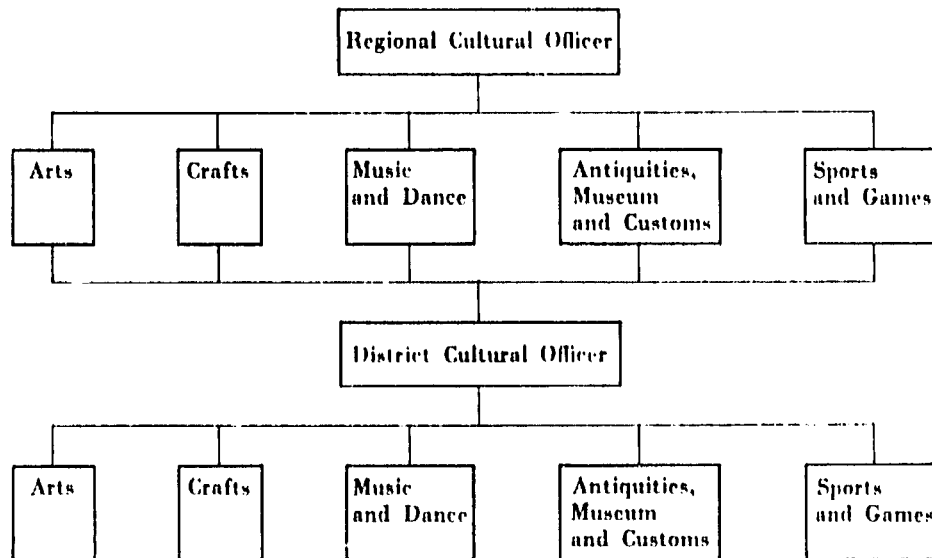 Regional Cultural Officer
Arts
Crafts
Music
and Dance
Antiquities,
Museum
and Customs
Sports
and Games
District Cultural Officer
Arts
Crafts
Music
and Dance
Antiquities,
Museum
and Customs
Sports
and Games